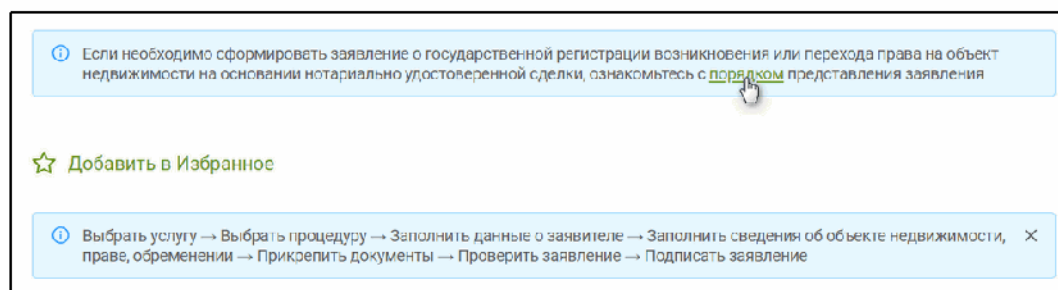 Если необходимо сформировать заявление о государственной регистрации возникновения или перехода права на объект
недвижимости на основании нотариально удостоверенной сделки, ознакомьтесь с порядком представления заявления
Добавить в Избранное
Выбрать услугу → Выбрать процедуру → Заполнить данные о заявителе → Заполнить сведения об объекте недвижимости,
праве, обременении → Прикрепить документы → Проверить заявление → Подписать заявление